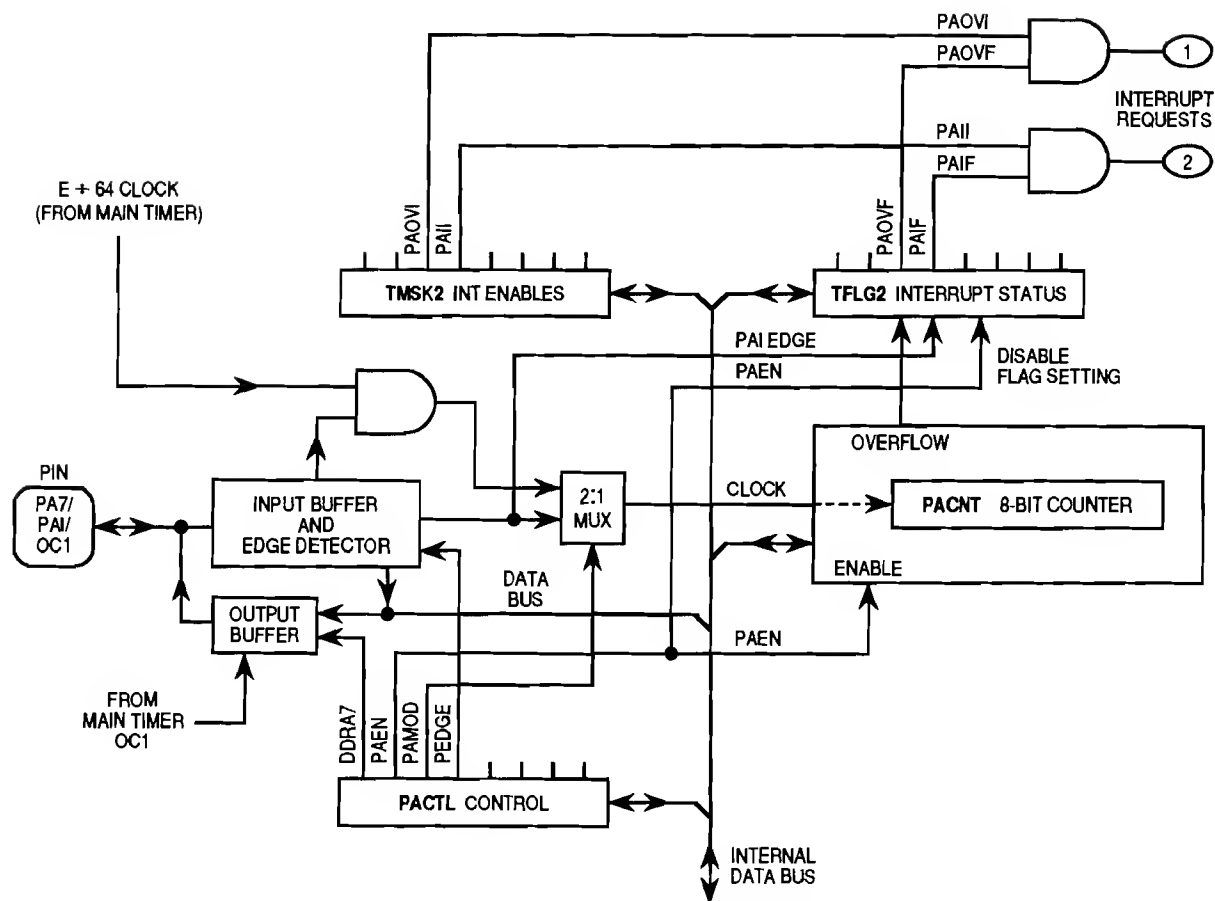 PAOVI
PAOVF
1
INTERRUPT
REQUESTS
PAII
PAIF
2
E ÷ 64 CLOCK
(FROM MAIN TIMER)
PAOVI
PAII
PAOVF
PAIF
TMSK2 INT ENABLES
TFLG2 INTERRUPT STATUS
PAI EDGE
PAEN
DISABLE
FLAG SETTING
OVERFLOW
PIN
PA7/
PAI/
OC1
INPUT BUFFER
AND
EDGE DETECTOR
2:1
MUX
CLOCK
PACNT 8-BIT COUNTER
ENABLE
DATA
BUS
OUTPUT
BUFFER
PAEN
FROM
MAIN TIMER
OC1
DDRA7
PAEN
PAMOD
PEDGE
PACTL CONTROL
INTERNAL
DATA BUS